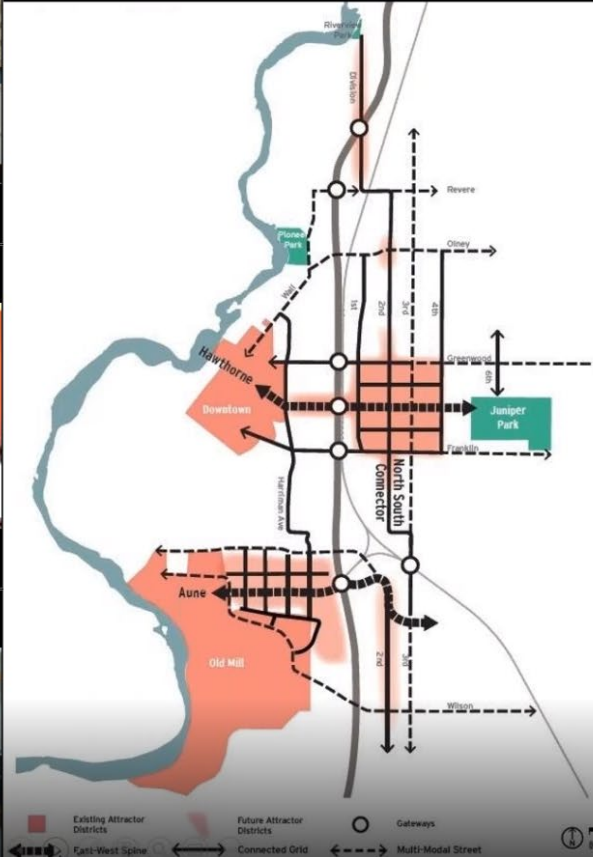 Riverview
Park
Division
Revere
Pioneer
Park
Olney
Wall
1st
2nd
3rd
4th
Greenwood
6th
Hawthorne
Downtown
Juniper
Park
Franklin
North South
Connector
Harriman Ave
Aune
Old Mill
2nd
3rd
Wilson
Existing Attractor
Districts
Future Attractor
Districts
Gateways
East-West Spine
Connected Grid
Multi-Modal Street